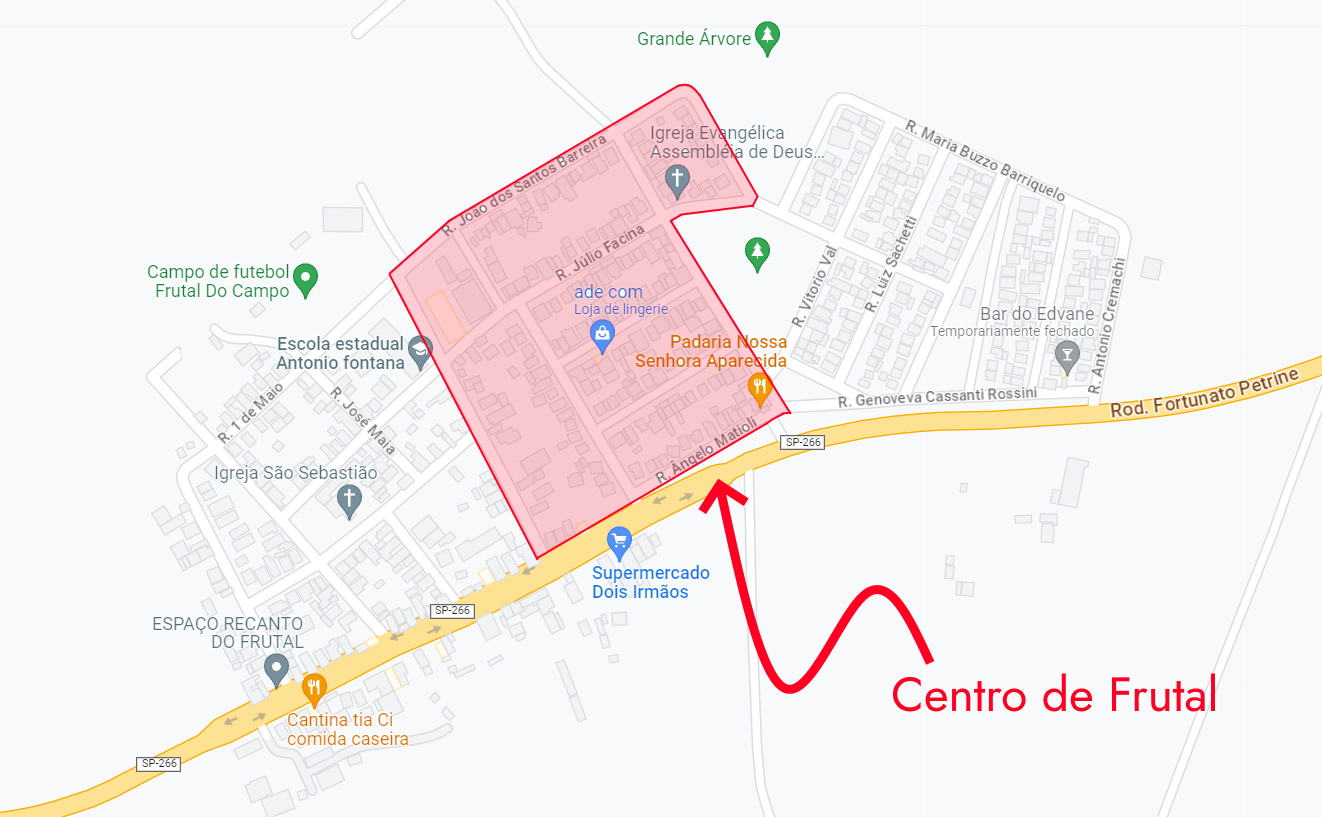 Grande Árvore
Igreja Evangélica
Assembléia de Deus...
R. Maria Buzzo Barriquelo
R. João dos Santos Barreira
R. Júlio Facina
R. Vitorio Val
R. Luiz Sachetti
R. Antonio Cremachi
Campo de futebol
Frutal Do Campo
ade com
Loja de lingerie
Bar do Edvane
Temporariamente fechado
Escola estadual
Antonio fontana
Padaria Nossa
Senhora Aparecida
R. 1 de Maio
R. José Maia
R. Genoveva Cassanti Rossini
Rod. Fortunato Petrine
R. Ângelo Matioli
SP-266
Igreja São Sebastião
Supermercado
Dois Irmãos
SP-266
ESPAÇO RECANTO
DO FRUTAL
Centro de Frutal
Cantina tia Ci
comida caseira
SP-266